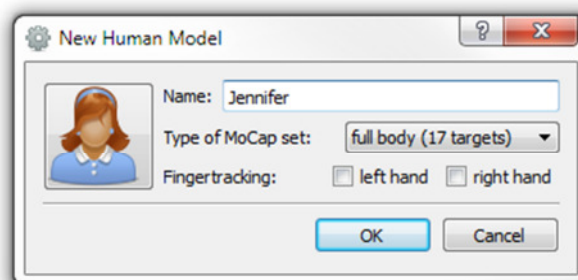 New Human Model
?
Name: Jennifer
Type of MoCap set: full body (17 targets)
Fingertracking: left hand right hand
OK Cancel